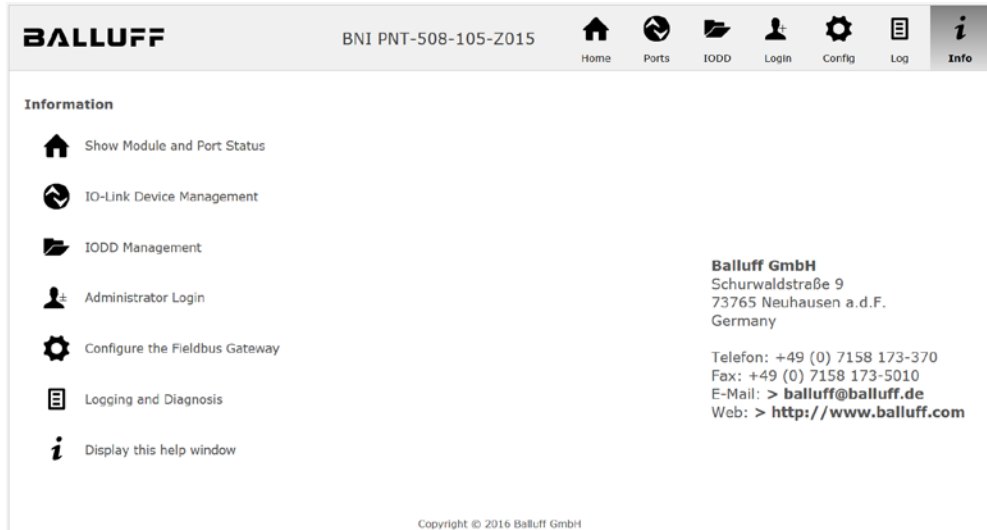 BALLUFF
BNI PNT-508-105-Z015
Home Ports IODD Login Config Log Info
Information
Show Module and Port Status
IO-Link Device Management
IODD Management
Administrator Login
Configure the Fieldbus Gateway
Logging and Diagnosis
Display this help window
Balluff GmbH
Schurwaldstraße 9
73765 Neuhausen a.d.F.
Germany
Telefon: +49 (0) 7158 173-370
Fax: +49 (0) 7158 173-5010
E-Mail: > balluff@balluff.de
Web: > http://www.balluff.com
Copyright © 2016 Balluff GmbH